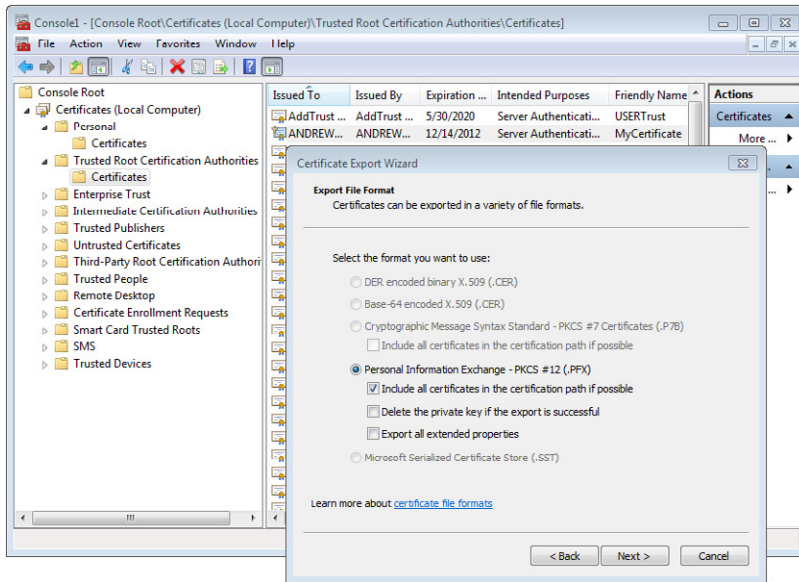 Console1 - [Console Root\Certificates (Local Computer)\Trusted Root Certification Authorities\Certificates]
File Action View Favorites Window Help
Console Root
Certificates (Local Computer)
Personal
Certificates
Trusted Root Certification Authorities
Certificates
Enterprise Trust
Intermediate Certification Authorities
Trusted Publishers
Untrusted Certificates
Third-Party Root Certification Authori
Trusted People
Remote Desktop
Certificate Enrollment Requests
Smart Card Trusted Roots
SMS
Trusted Devices
Issued To Issued By Expiration ... Intended Purposes Friendly Name
AddTrust ... AddTrust ... 5/30/2020 Server Authenticati... USERTrust
ANDREW... ANDREW... 12/14/2012 Server Authenticati... MyCertificate
Actions
Certificates
More ...
. ...
Certificate Export Wizard
Export File Format
Certificates can be exported in a variety of file formats.
Select the format you want to use:
DER encoded binary X.509 (.CER)
Base-64 encoded X.509 (.CER)
Cryptographic Message Syntax Standard - PKCS #7 Certificates (.P7B)
Include all certificates in the certification path if possible
Personal Information Exchange - PKCS #12 (.PFX)
Include all certificates in the certification path if possible
Delete the private key if the export is successful
Export all extended properties
Microsoft Serialized Certificate Store (.SST)
Learn more about certificate file formats
< Back Next > Cancel